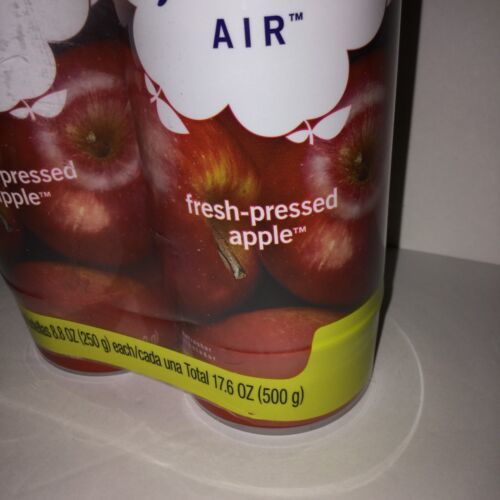 AIR™
pressed
apple™
fresh-pressed
apple™
8.8 OZ (250 g) each/cada una Total 17.6 OZ (500 g)